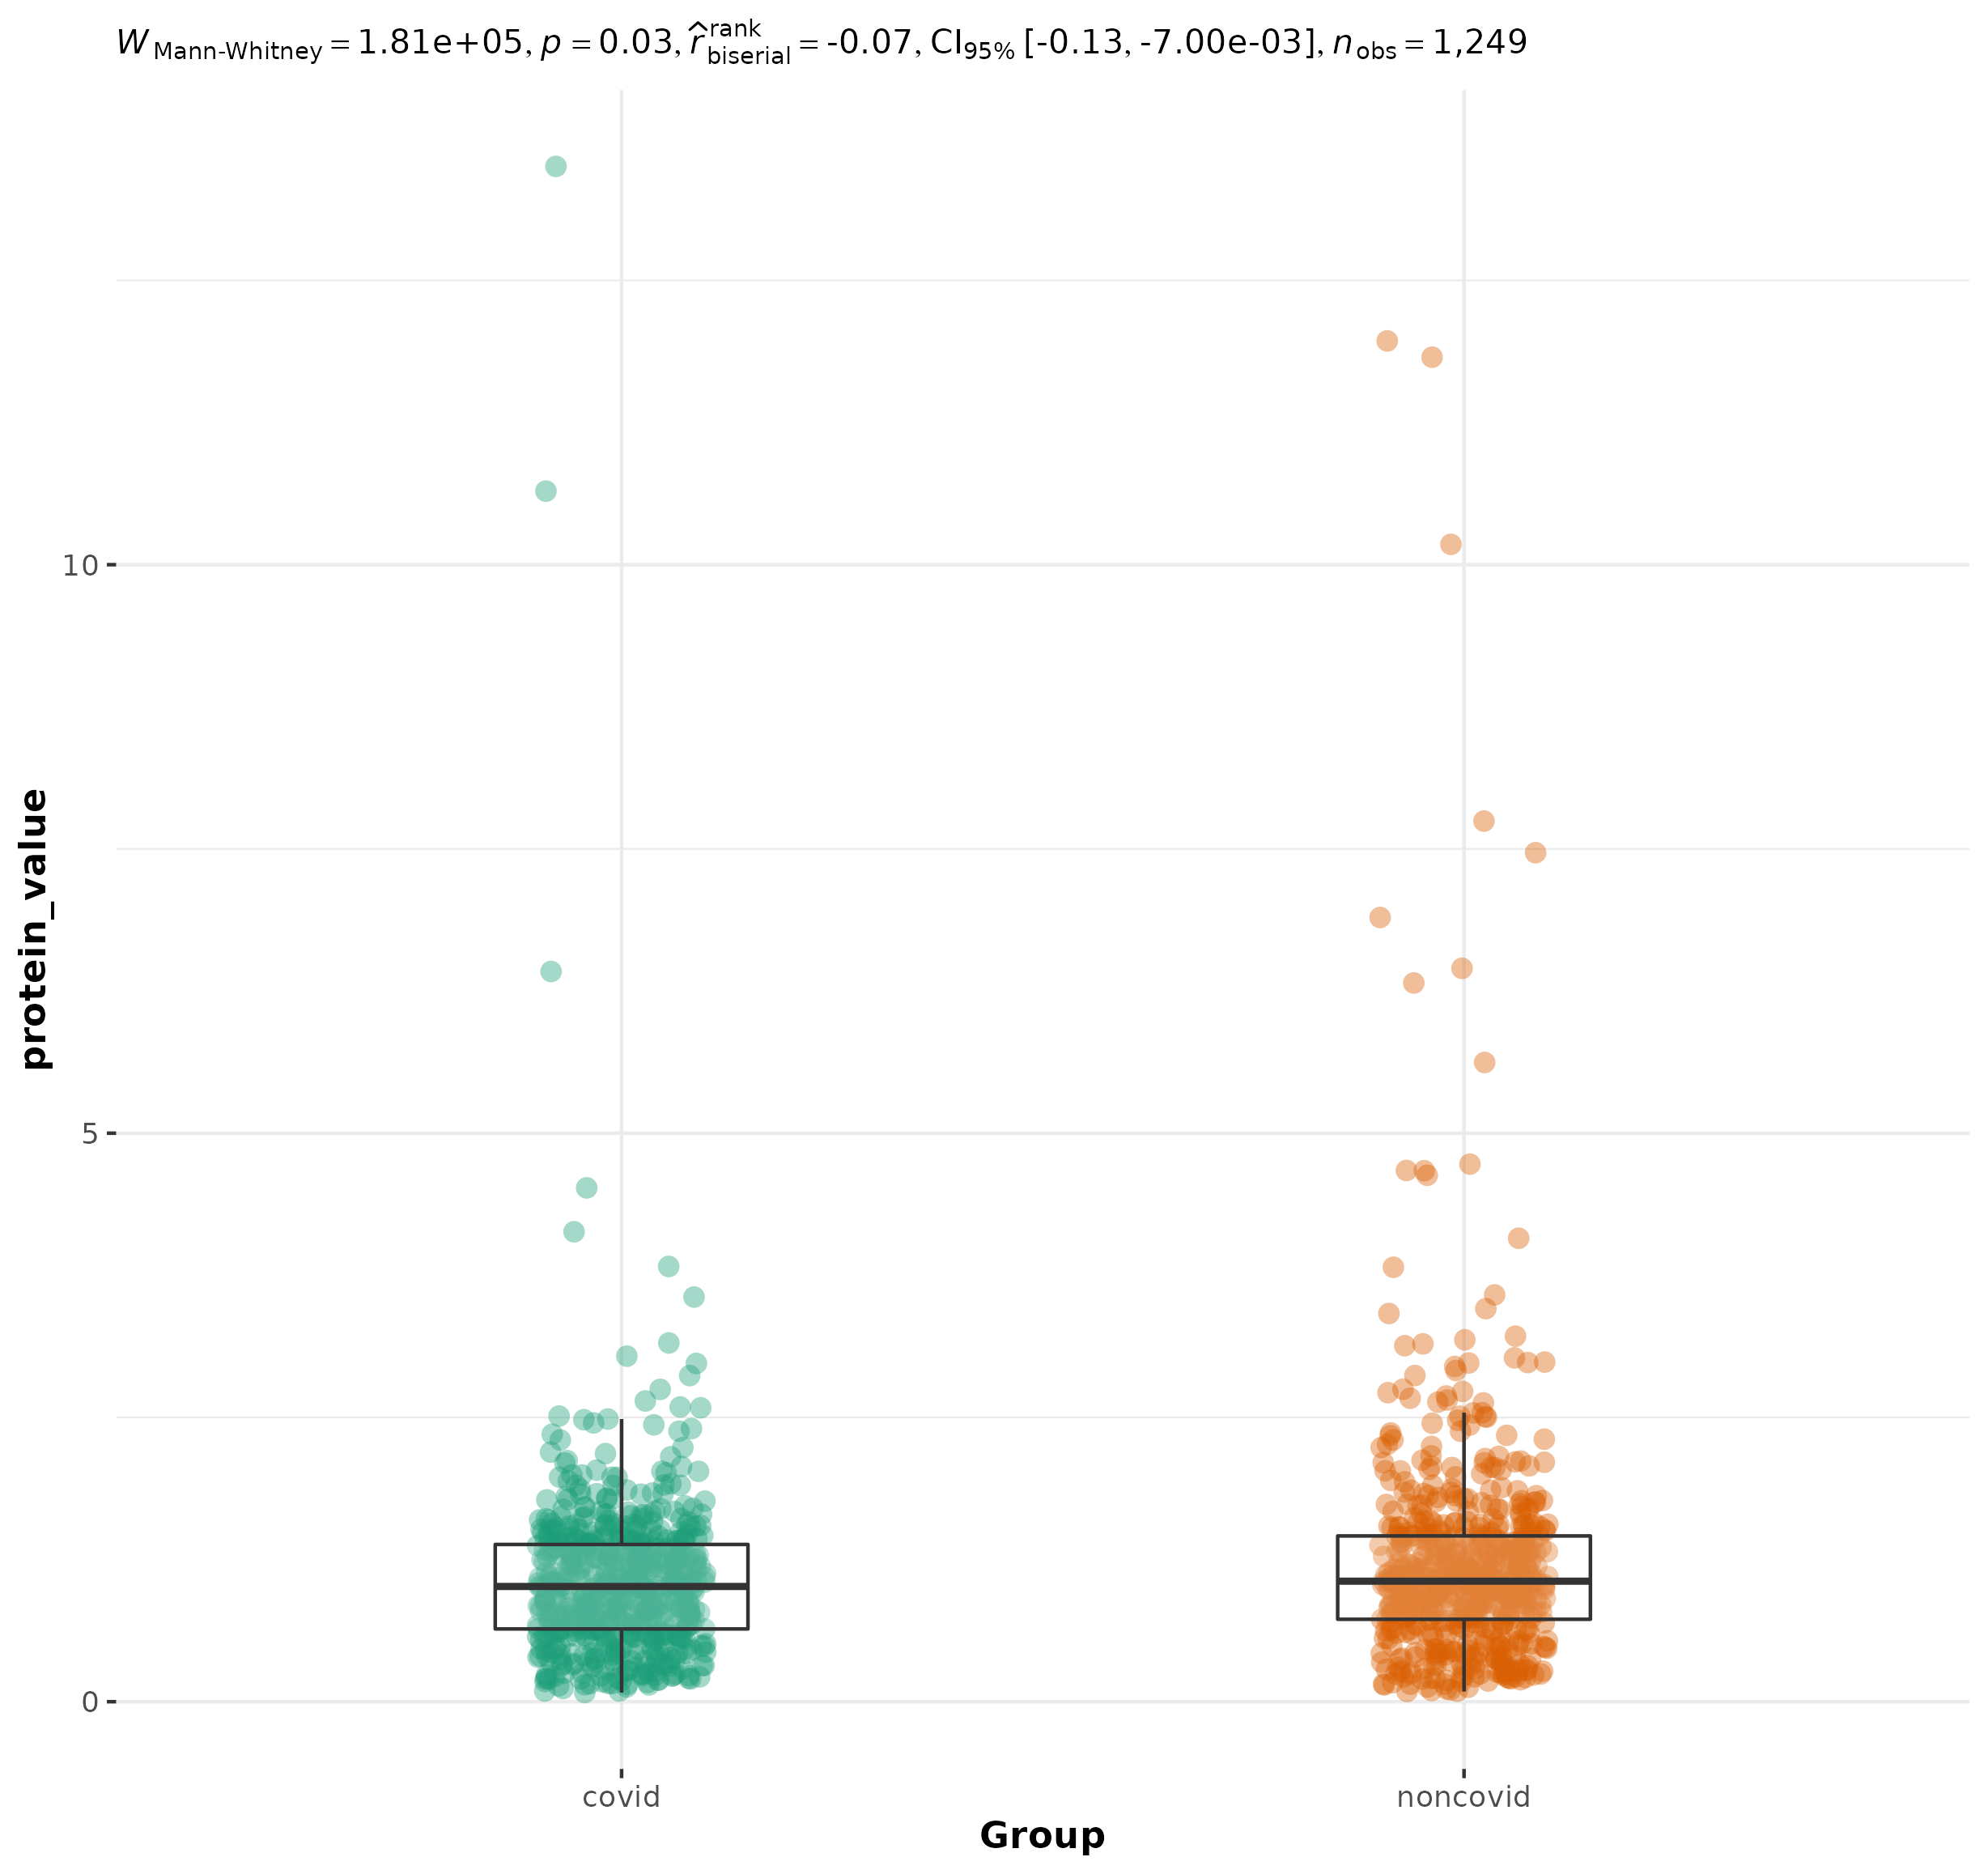 W Mann-Whitney = 1.81e+05, p = 0.03, r̂ rank biserial = -0.07, CI95% [-0.13, -7.00e-03], nobs = 1,249
10
5
0
protein_value
covid noncovid
Group